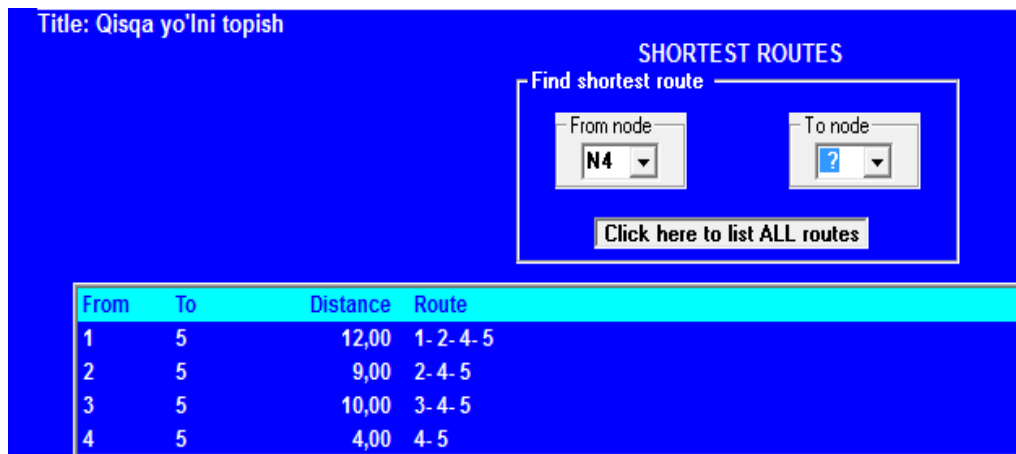 Title: Qisqa yo'lni topish
SHORTEST ROUTES
Find shortest route
From node To node
N4 ?
Click here to list ALL routes
From To Distance Route
1 5 12,00 1- 2- 4- 5
2 5 9,00 2- 4- 5
3 5 10,00 3- 4- 5
4 5 4,00 4- 5